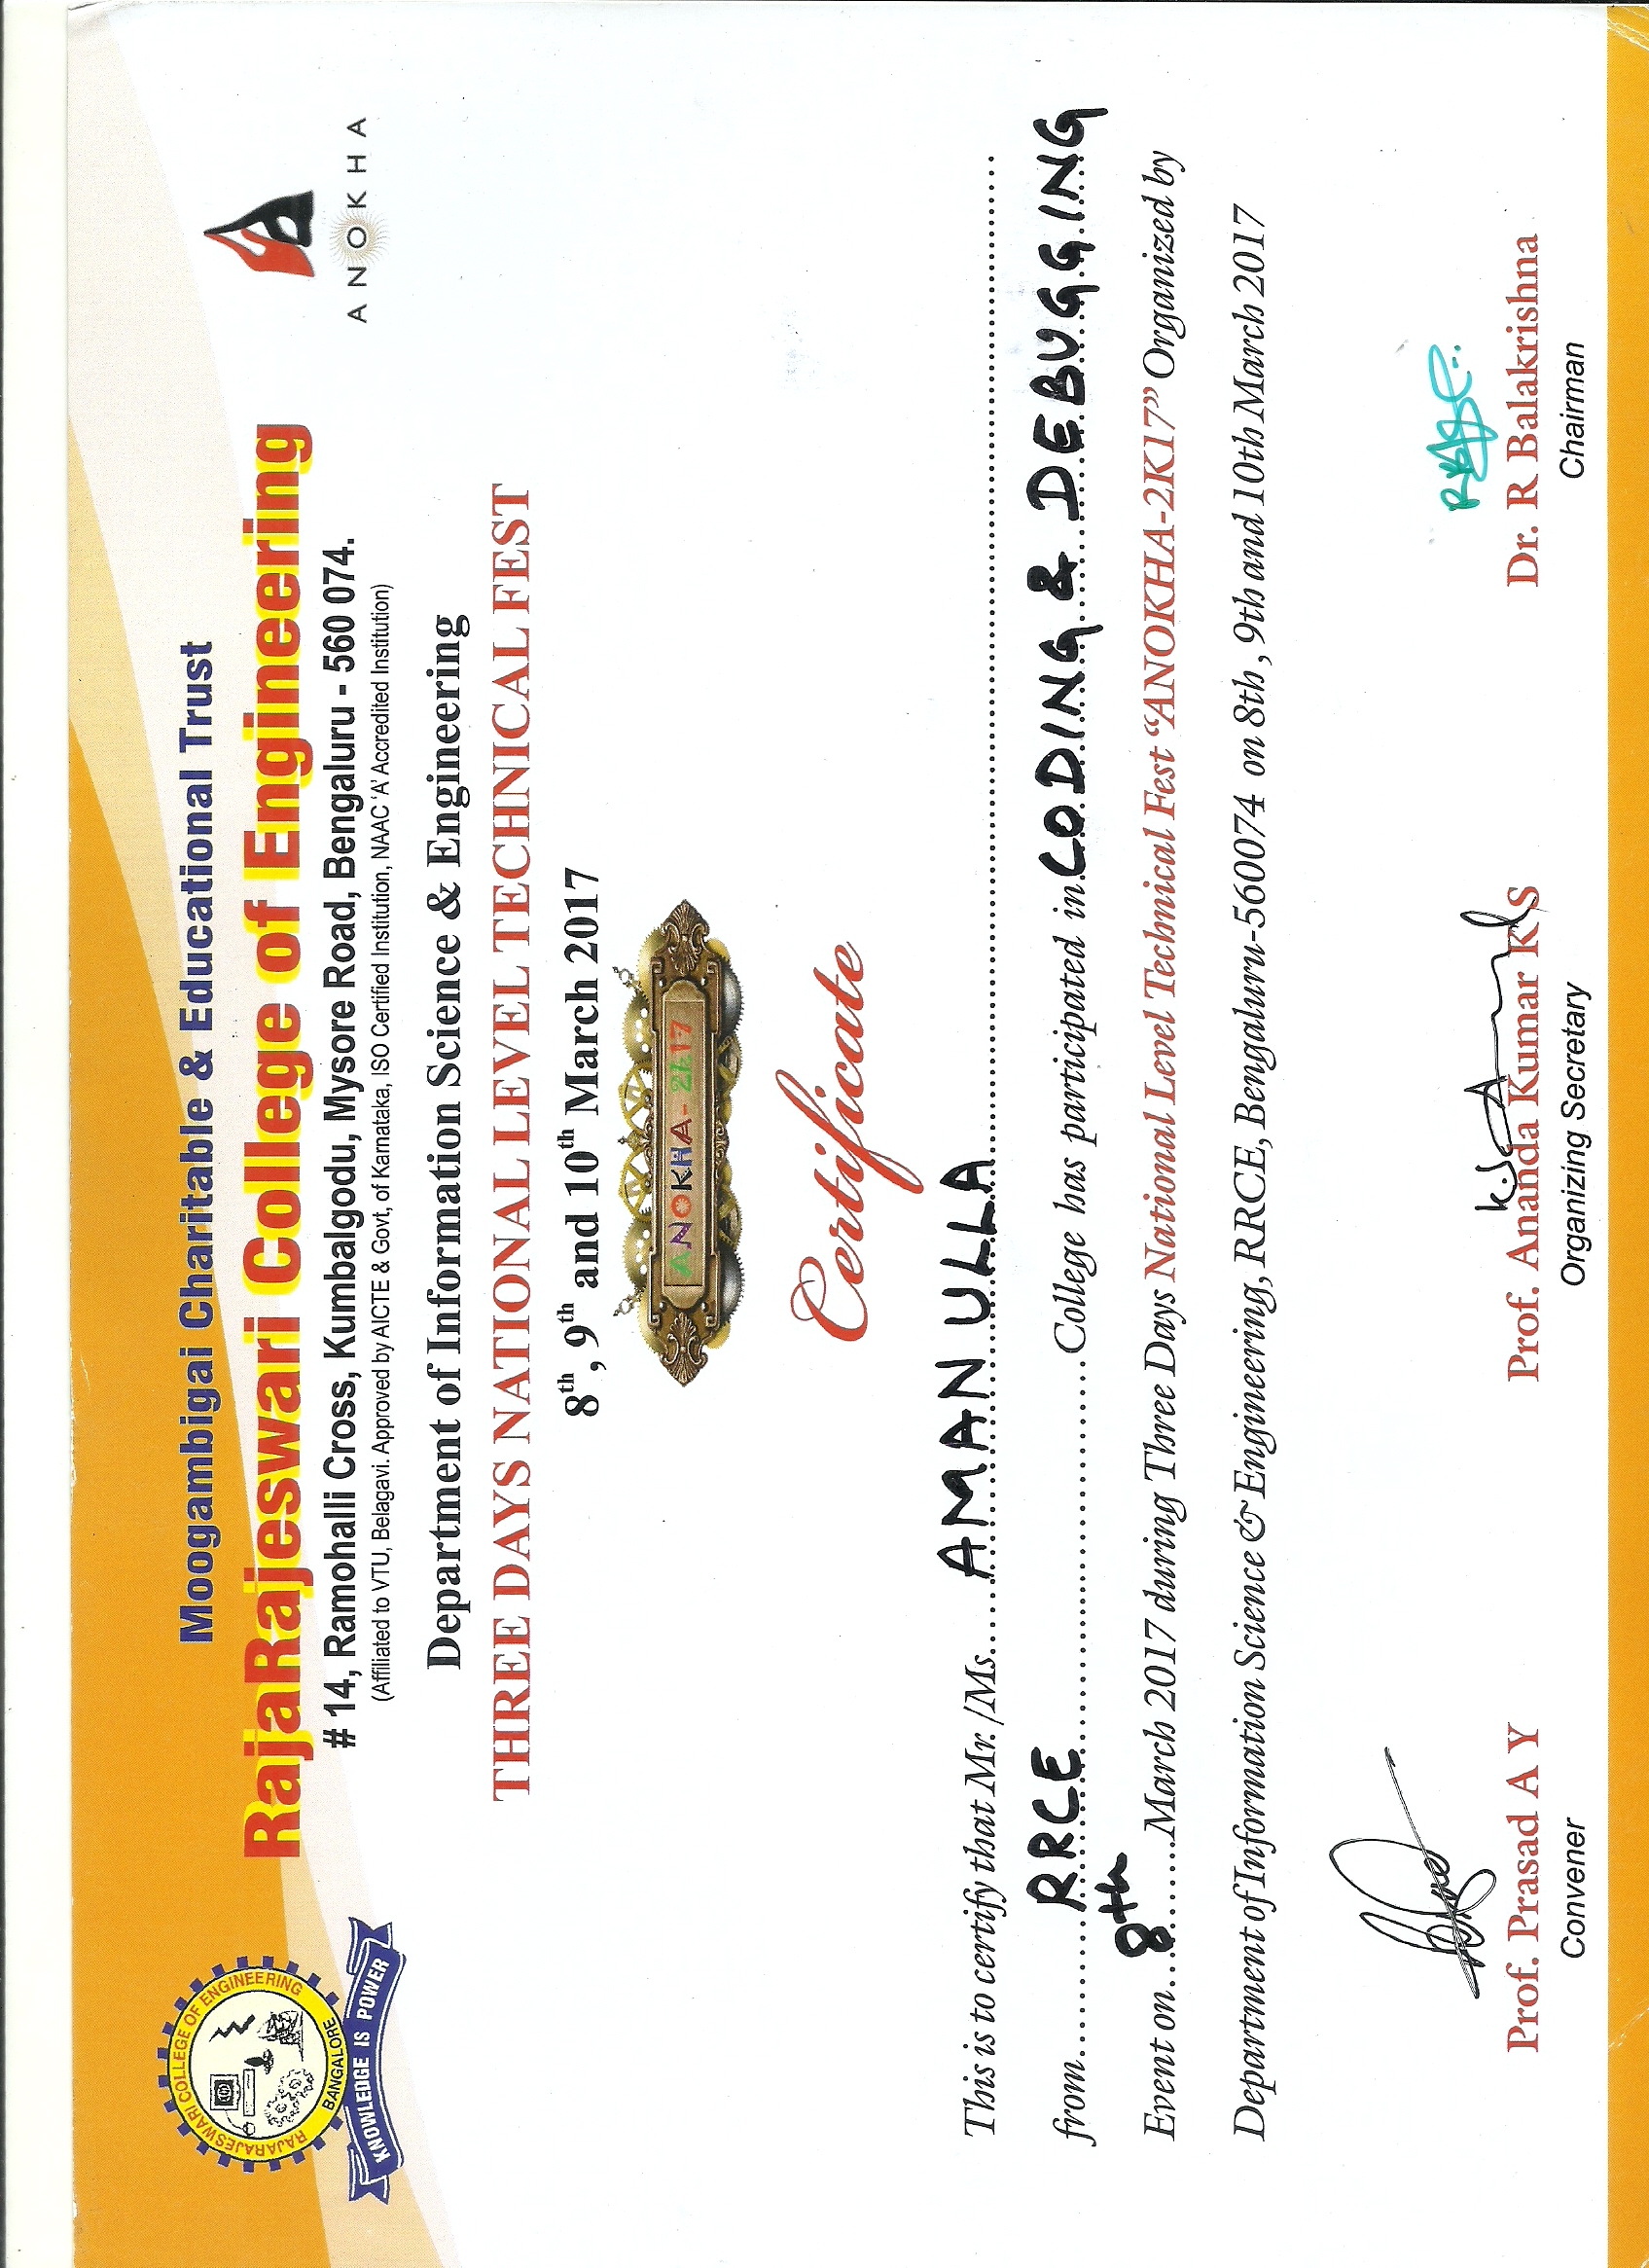 RAJARAJESWARI COLLEGE OF ENGINEERING
BANGALORE
KNOWLEDGE IS POWER
Moogambigai Charitable & Educational Trust
RajaRajeswari College of Engineering
# 14, Ramohalli Cross, Kumbalgodu, Mysore Road, Bengaluru - 560 074.
(Affiliated to VTU, Belagavi. Approved by AICTE & Govt, of Karnataka, ISO Certified Institution, NAAC ‘A’ Accredited Institution)
ANOKHA
Department of Information Science & Engineering
THREE DAYS NATIONAL LEVEL TECHNICAL FEST
8th, 9th and 10th March 2017
ANOKHA- 2K17
Certificate
This is to certify that Mr. /Ms..... AMAN ULLA ..........
from.......... RRCE .......... College has participated in. CODING & DEBUGGING
Event on... 8th .......March 2017 during Three Days National Level Technical Fest “ANOKHA-2K17” Organized by
Department of Information Science & Engineering, RRCE, Bengaluru-560074 on 8th , 9th and 10th March 2017
Prof. Prasad A Y
Convener
Prof. Ananda Kumar K S
Organizing Secretary
Dr. R Balakrishna
Chairman